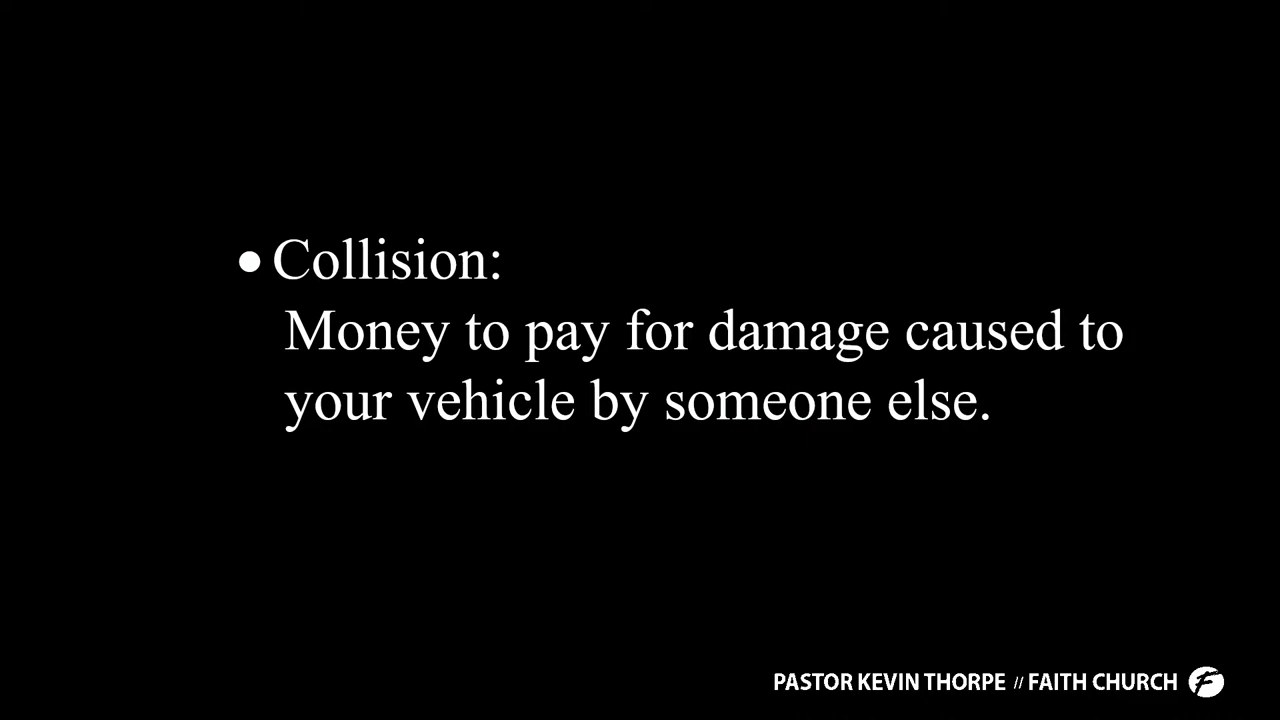 • Collision:
Money to pay for damage caused to
your vehicle by someone else.
PASTOR KEVIN THORPE // FAITH CHURCH F